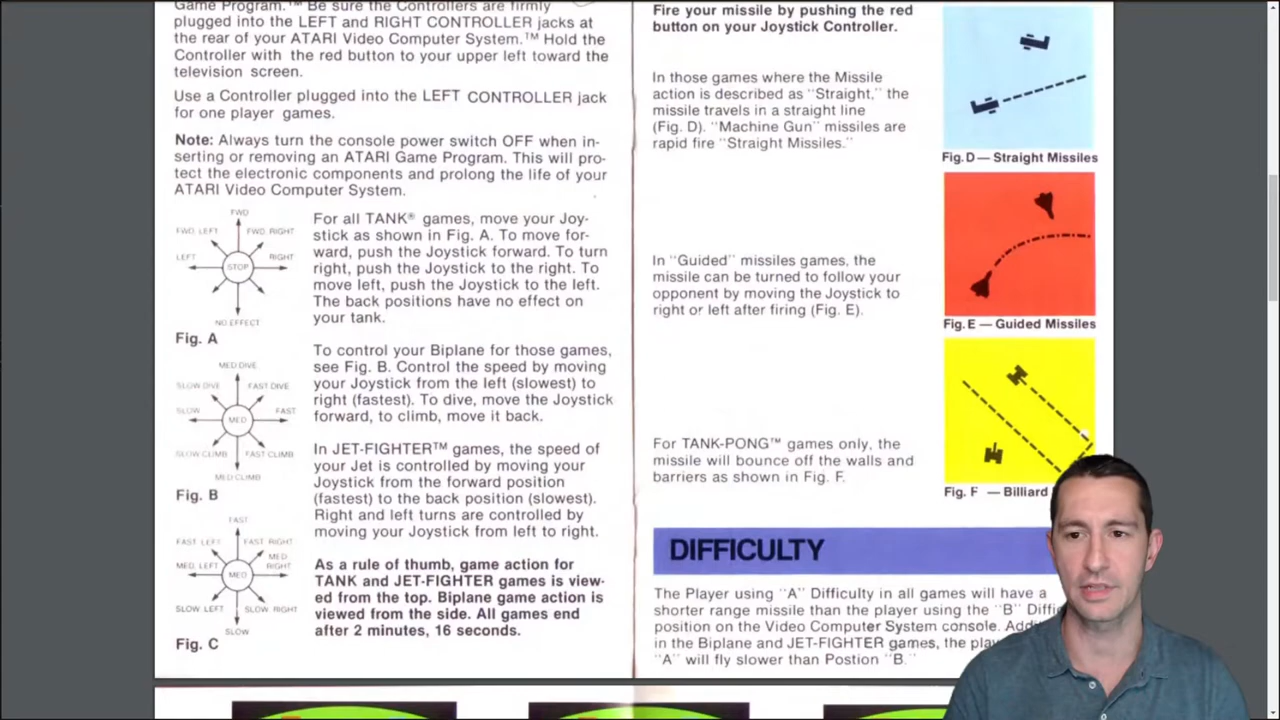 Game Program.™ Be sure the Controllers are firmly
plugged into the LEFT and RIGHT CONTROLLER jacks at
the rear of your ATARI Video Computer System.™ Hold the
Controller with the red button to your upper left toward the
television screen.
Use a Controller plugged into the LEFT CONTROLLER jack
for one player games.
Note: Always turn the console power switch OFF when in-
serting or removing an ATARI Game Program. This will pro-
tect the electronic components and prolong the life of your
ATARI Video Computer System.
FWD
FWD. LEFT
FWD. RIGHT
LEFT
RIGHT
STOP
NO EFFECT
Fig. A
For all TANK® games, move your Joy-
stick as shown in Fig. A. To move for-
ward, push the Joystick forward. To turn
right, push the Joystick to the right. To
move left, push the Joystick to the left.
The back positions have no effect on
your tank.
MED DIVE
SLOW DIVE
FAST DIVE
SLOW
MED
FAST
SLOW CLIMB
FAST CLIMB
MED CLIMB
Fig. B
To control your Biplane for those games,
see Fig. B. Control the speed by moving
your Joystick from the left (slowest) to
right (fastest). To dive, move the Joystick
forward, to climb, move it back.
In JET-FIGHTER™ games, the speed of
your Jet is controlled by moving your
Joystick from the forward position
(fastest) to the back position (slowest).
Right and left turns are controlled by
moving your Joystick from left to right.
FAST
FAST LEFT
FAST RIGHT
MED. LEFT
MED
MED.
RIGHT
SLOW LEFT
SLOW RIGHT
SLOW
Fig. C
As a rule of thumb, game action for
TANK and JET-FIGHTER games is view-
ed from the top. Biplane game action is
viewed from the side. All games end
after 2 minutes, 16 seconds.
Fire your missile by pushing the red
button on your Joystick Controller.
In those games where the Missile
action is described as "Straight," the
missile travels in a straight line
(Fig. D). "Machine Gun" missiles are
rapid fire "Straight Missiles."
Fig. D — Straight Missiles
In "Guided" missiles games, the
missile can be turned to follow your
opponent by moving the Joystick to
right or left after firing (Fig. E).
Fig. E — Guided Missiles
For TANK-PONG™ games only, the
missile will bounce off the walls and
barriers as shown in Fig. F.
Fig. F — Billiard
DIFFICULTY
The Player using "A" Difficulty in all games will have a
shorter range missile than the player using the "B" Diffi
position on the Video Computer System console. Addi
in the Biplane and JET-FIGHTER games, the play
"A" will fly slower than Postion "B."